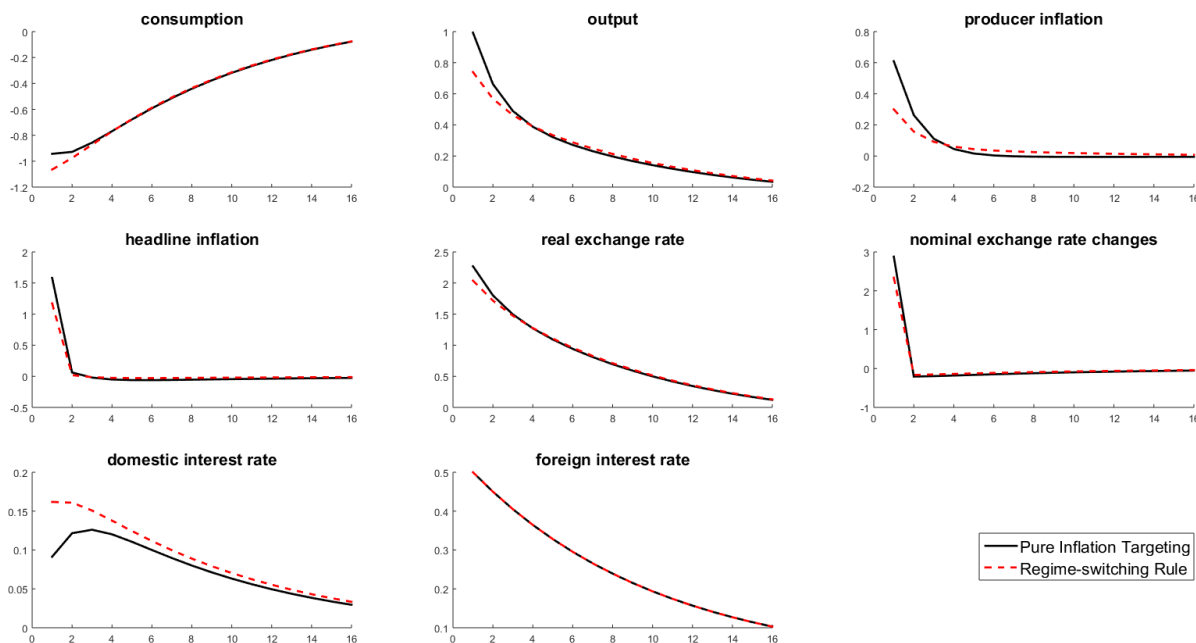 consumption
0
-0.2
-0.4
-0.6
-0.8
-1
-1.2
0 2 4 6 8 10 12 14 16
output
1
0.8
0.6
0.4
0.2
0
0 2 4 6 8 10 12 14 16
producer inflation
0.8
0.6
0.4
0.2
0
-0.2
0 2 4 6 8 10 12 14 16
headline inflation
2
1.5
1
0.5
0
-0.5
0 2 4 6 8 10 12 14 16
real exchange rate
2.5
2
1.5
1
0.5
0
0 2 4 6 8 10 12 14 16
nominal exchange rate changes
3
2
1
0
-1
0 2 4 6 8 10 12 14 16
domestic interest rate
0.2
0.15
0.1
0.05
0
0 2 4 6 8 10 12 14 16
foreign interest rate
0.5
0.4
0.3
0.2
0.1
0 2 4 6 8 10 12 14 16
Pure Inflation Targeting
Regime-switching Rule